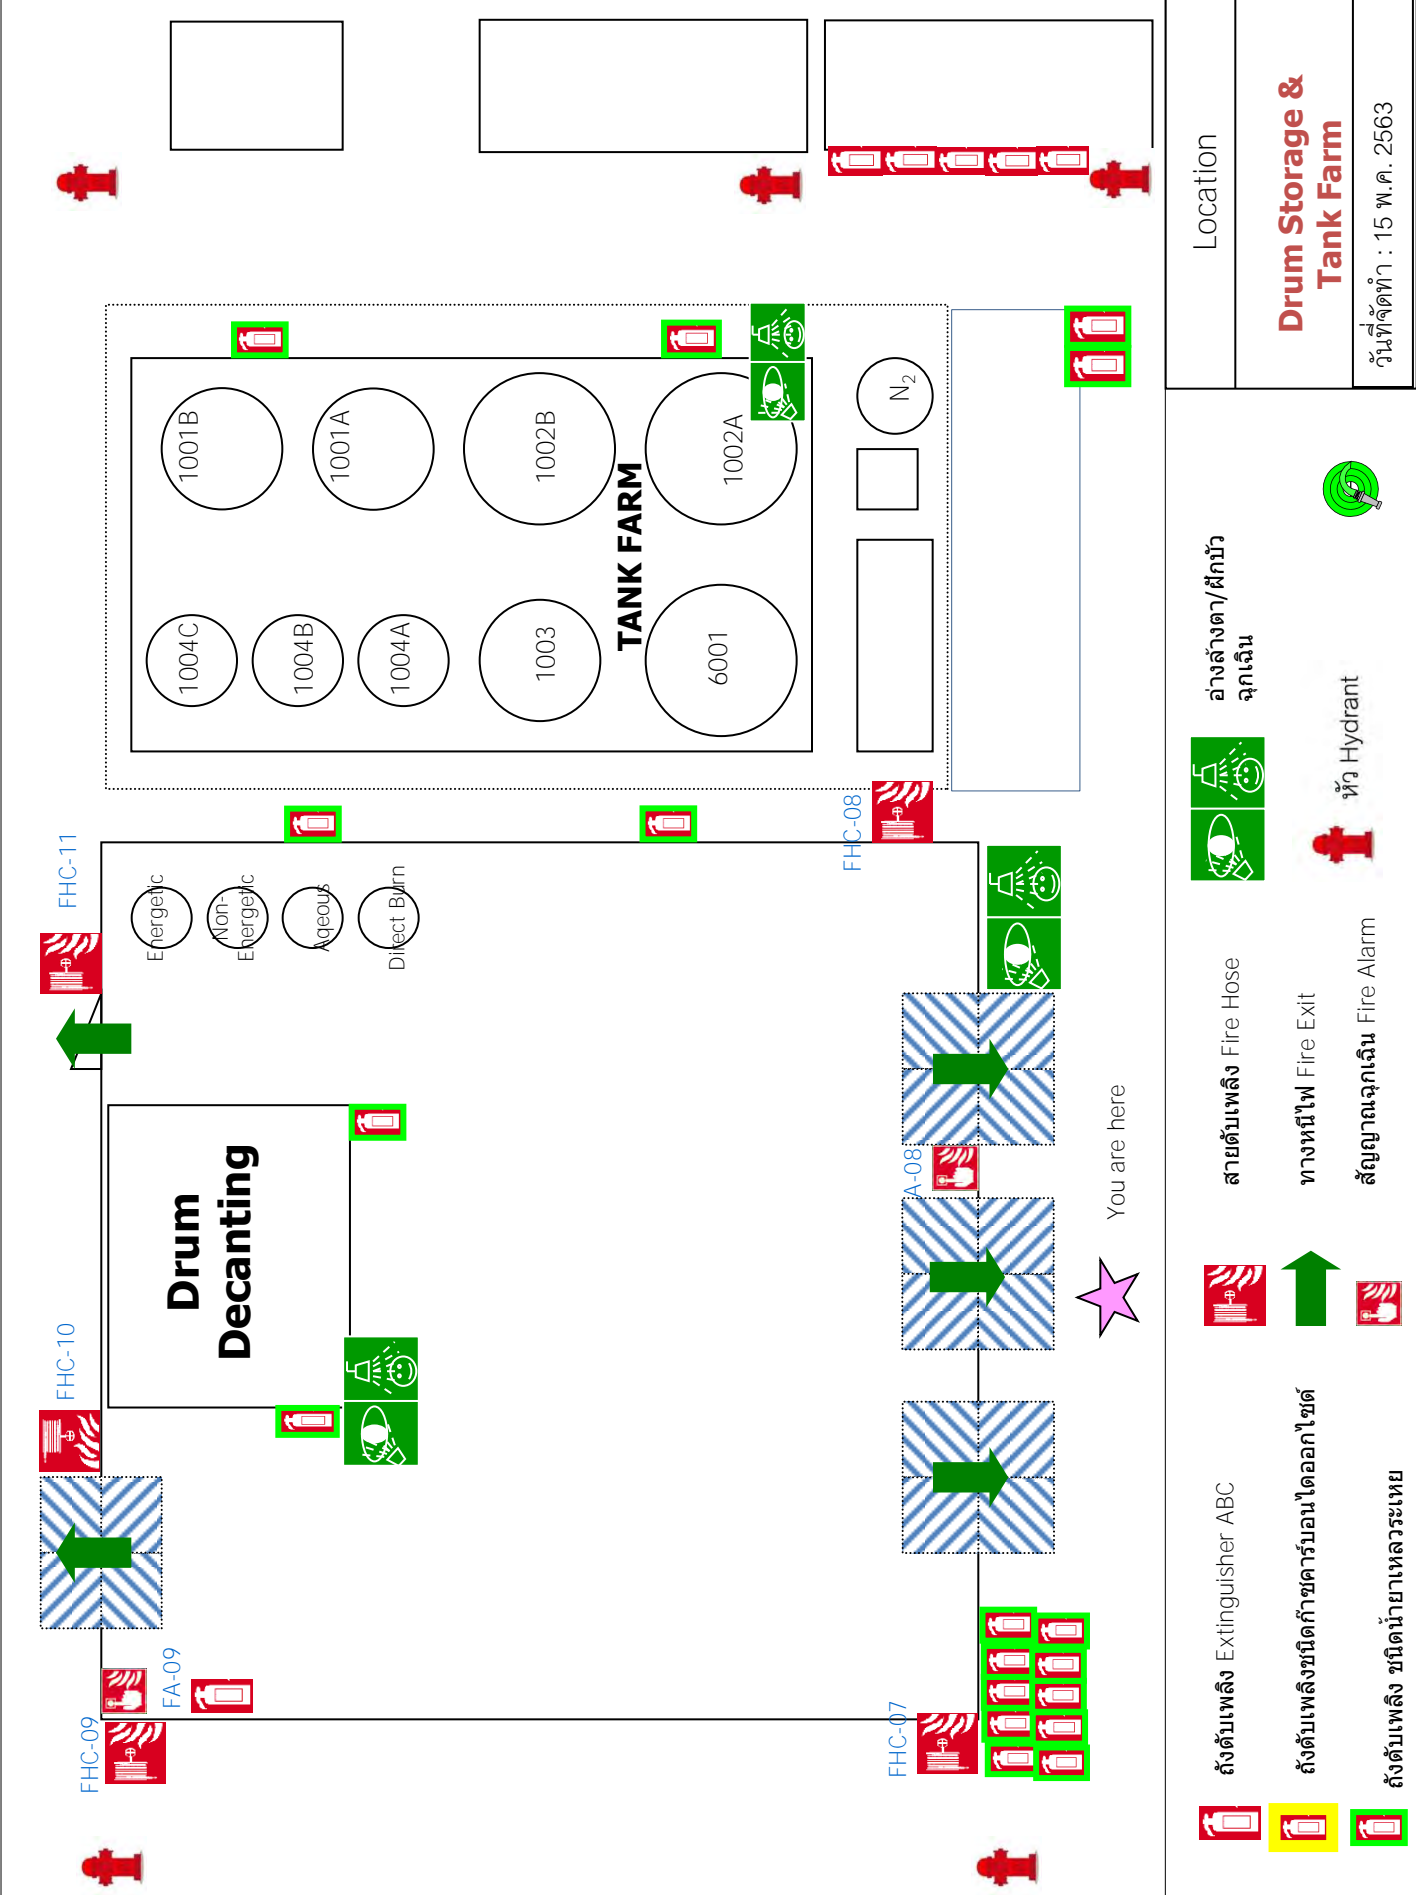 FHC-09
FA-09
FHC-10
FHC-11
Drum
Decanting
Energetic
Non-
Energetic
Aqeous
Direct Burn
FHC-07
A-08
FHC-08
You are here
1004C
1004B
1004A
1003
6001
1001B
1001A
1002B
1002A
TANK FARM
N2
ถังดับเพลิง Extinguisher ABC
ถังดับเพลิงชนิดก๊าซคาร์บอนไดออกไซด์
ถังดับเพลิง ชนิดน้ำยาเหลวระเหย
สายดับเพลิง Fire Hose
ทางหนีไฟ Fire Exit
สัญญาณฉุกเฉิน Fire Alarm
อ่างล้างตา/ฝักบัว
ฉุกเฉิน
หัว Hydrant
Location
Drum Storage &
Tank Farm
วันที่จัดทำ : 15 พ.ค. 2563